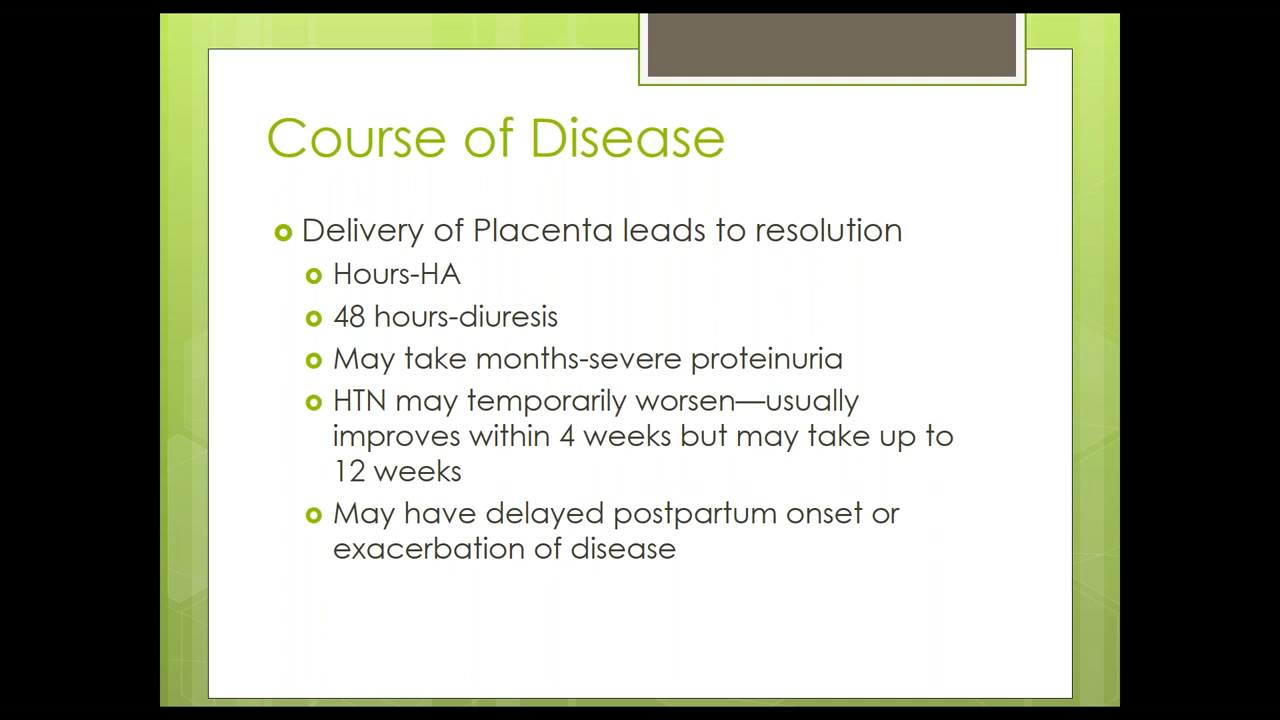 Course of Disease
Delivery of Placenta leads to resolution
Hours-HA
48 hours-diuresis
May take months-severe proteinuria
HTN may temporarily worsen—usually
improves within 4 weeks but may take up to
12 weeks
May have delayed postpartum onset or
exacerbation of disease